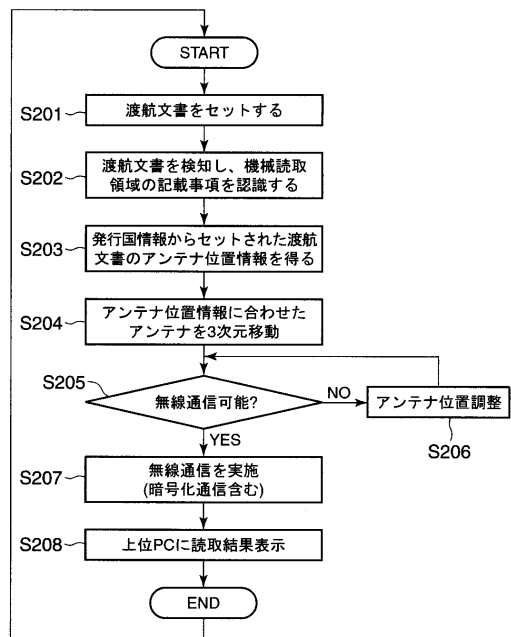 START
S201
渡航文書をセットする
S202
渡航文書を検知し、機械読取
領域の記載事項を認識する
S203
発行国情報からセットされた渡航
文書のアンテナ位置情報を得る
S204
アンテナ位置情報に合わせた
アンテナを3次元移動
S205
無線通信可能?
NO
アンテナ位置調整
S206
YES
S207
無線通信を実施
(暗号化通信含む)
S208
上位PCに読取結果表示
END